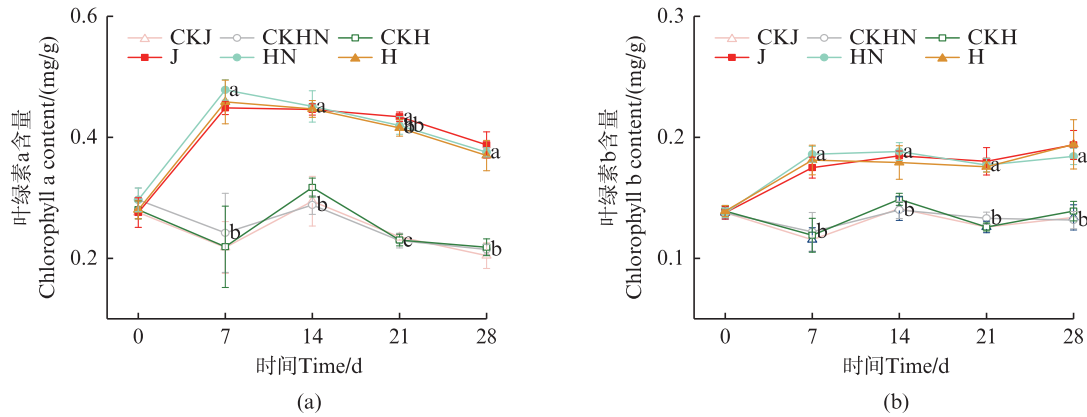 叶绿素a含量
Chlorophyll a content/(mg/g)
0.6
0.4
0.2
CKJ CKHN CKH
J HN H
a
a
a
b
b
b
a
b
b
c
b
0 7 14 21 28
时间Time/d
(a)
叶绿素b含量
Chlorophyll b content/(mg/g)
0.3
0.2
0.1
CKJ CKHN CKH
J HN H
a
a
a
a
b
b
b
b
0 7 14 21 28
时间Time/d
(b)